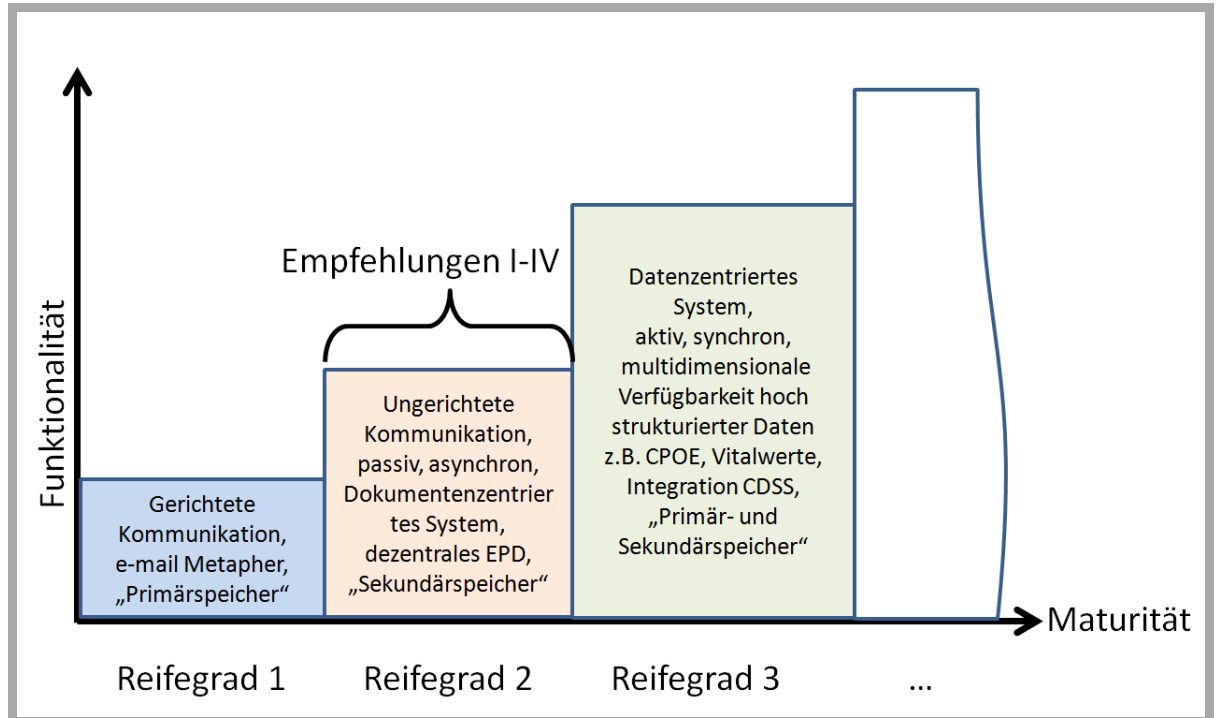 Funktionalität
Empfehlungen I-IV
Gerichtete
Kommunikation,
e-mail Metapher,
„Primärspeicher“
Ungerichtete
Kommunikation,
passiv, asynchron,
Dokumentenzentrier
tes System,
dezentrales EPD,
„Sekundärspeicher“
Datenzentriertes
System,
aktiv, synchron,
multidimensionale
Verfügbarkeit hoch
strukturierter Daten
z.B. CPOE, Vitalwerte,
Integration CDSS,
„Primär- und
Sekundärspeicher“
Maturität
Reifegrad 1
Reifegrad 2
Reifegrad 3
...